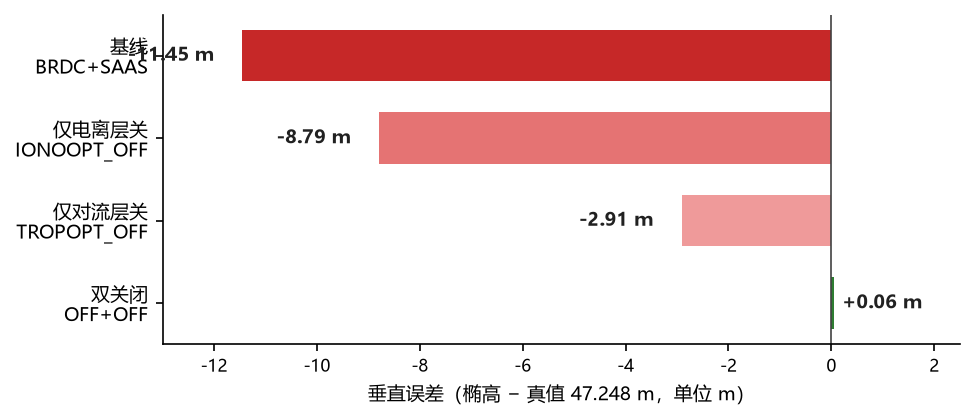 基线
BRDC+SAAS
-11.45 m
仅电离层关
IONOOPT_OFF
-8.79 m
仅对流层关
TROPOPT_OFF
-2.91 m
双关闭
OFF+OFF
+0.06 m
-12 -10 -8 -6 -4 -2 0 2
垂直误差（椭高 − 真值 47.248 m，单位 m）